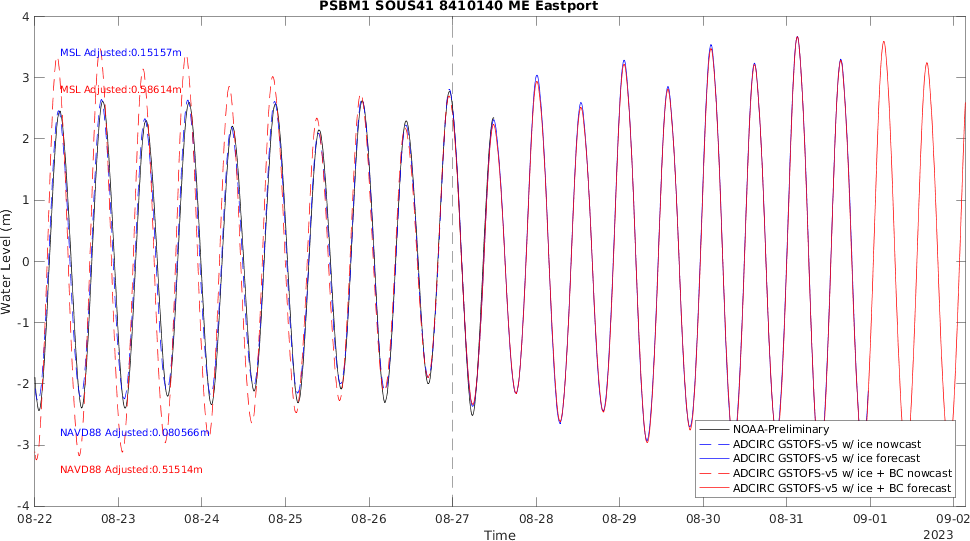 PSBM1 SOUS41 8410140 ME Eastport
4
3
2
1
0
-1
-2
-3
-4
Water Level (m)
MSL Adjusted:0.15157m
MSL Adjusted:0.58614m
NAVD88 Adjusted:0.080566m
NAVD88 Adjusted:0.51514m
NOAA-Preliminary
ADCIRC GSTOFS-v5 w/ ice nowcast
ADCIRC GSTOFS-v5 w/ ice forecast
ADCIRC GSTOFS-v5 w/ ice + BC nowcast
ADCIRC GSTOFS-v5 w/ ice + BC forecast
08-22 08-23 08-24 08-25 08-26 08-27 08-28 08-29 08-30 08-31 09-01 09-02
Time
2023